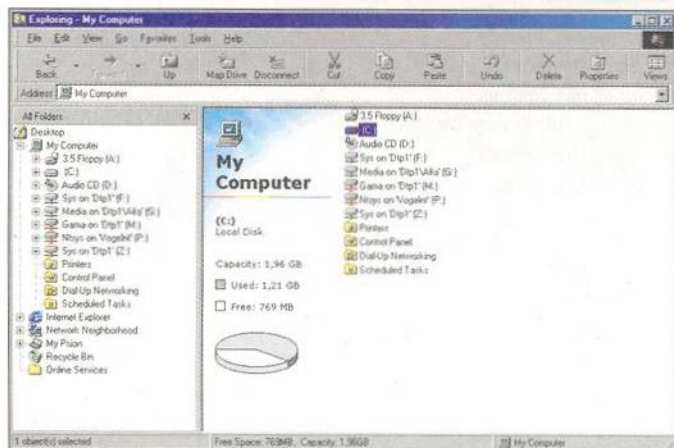 Exploring - My Computer
File Edit View Go Favorites Tools Help
Back Forward Up Map Drive Disconnect Cut Copy Paste Undo Delete Properties Views
Address My Computer
All Folders
Desktop
My Computer
3.5 Floppy (A:)
(C:)
Audio CD (D:)
Sys on 'Dtp1' (F:)
Media on 'Dtp1\Alfa' (G:)
Gama on 'Dtp1' (M:)
Ntsys on 'Vogelnt' (P:)
Sys on 'Dtp1' (Z:)
Printers
Control Panel
Dial-Up Networking
Scheduled Tasks
Internet Explorer
Network Neighborhood
My Psion
Recycle Bin
Online Services
My
Computer
(C:)
Local Disk
Capacity: 1,96 GB
Used: 1,21 GB
Free: 769 MB
3.5 Floppy (A:)
(C:)
Audio CD (D:)
Sys on 'Dtp1' (F:)
Media on 'Dtp1\Alfa' (G:)
Gama on 'Dtp1' (M:)
Ntsys on 'Vogelnt' (P:)
Sys on 'Dtp1' (Z:)
Printers
Control Panel
Dial-Up Networking
Scheduled Tasks
1 object(s) selected
Free Space: 769MB, Capacity: 1,96GB
My Computer